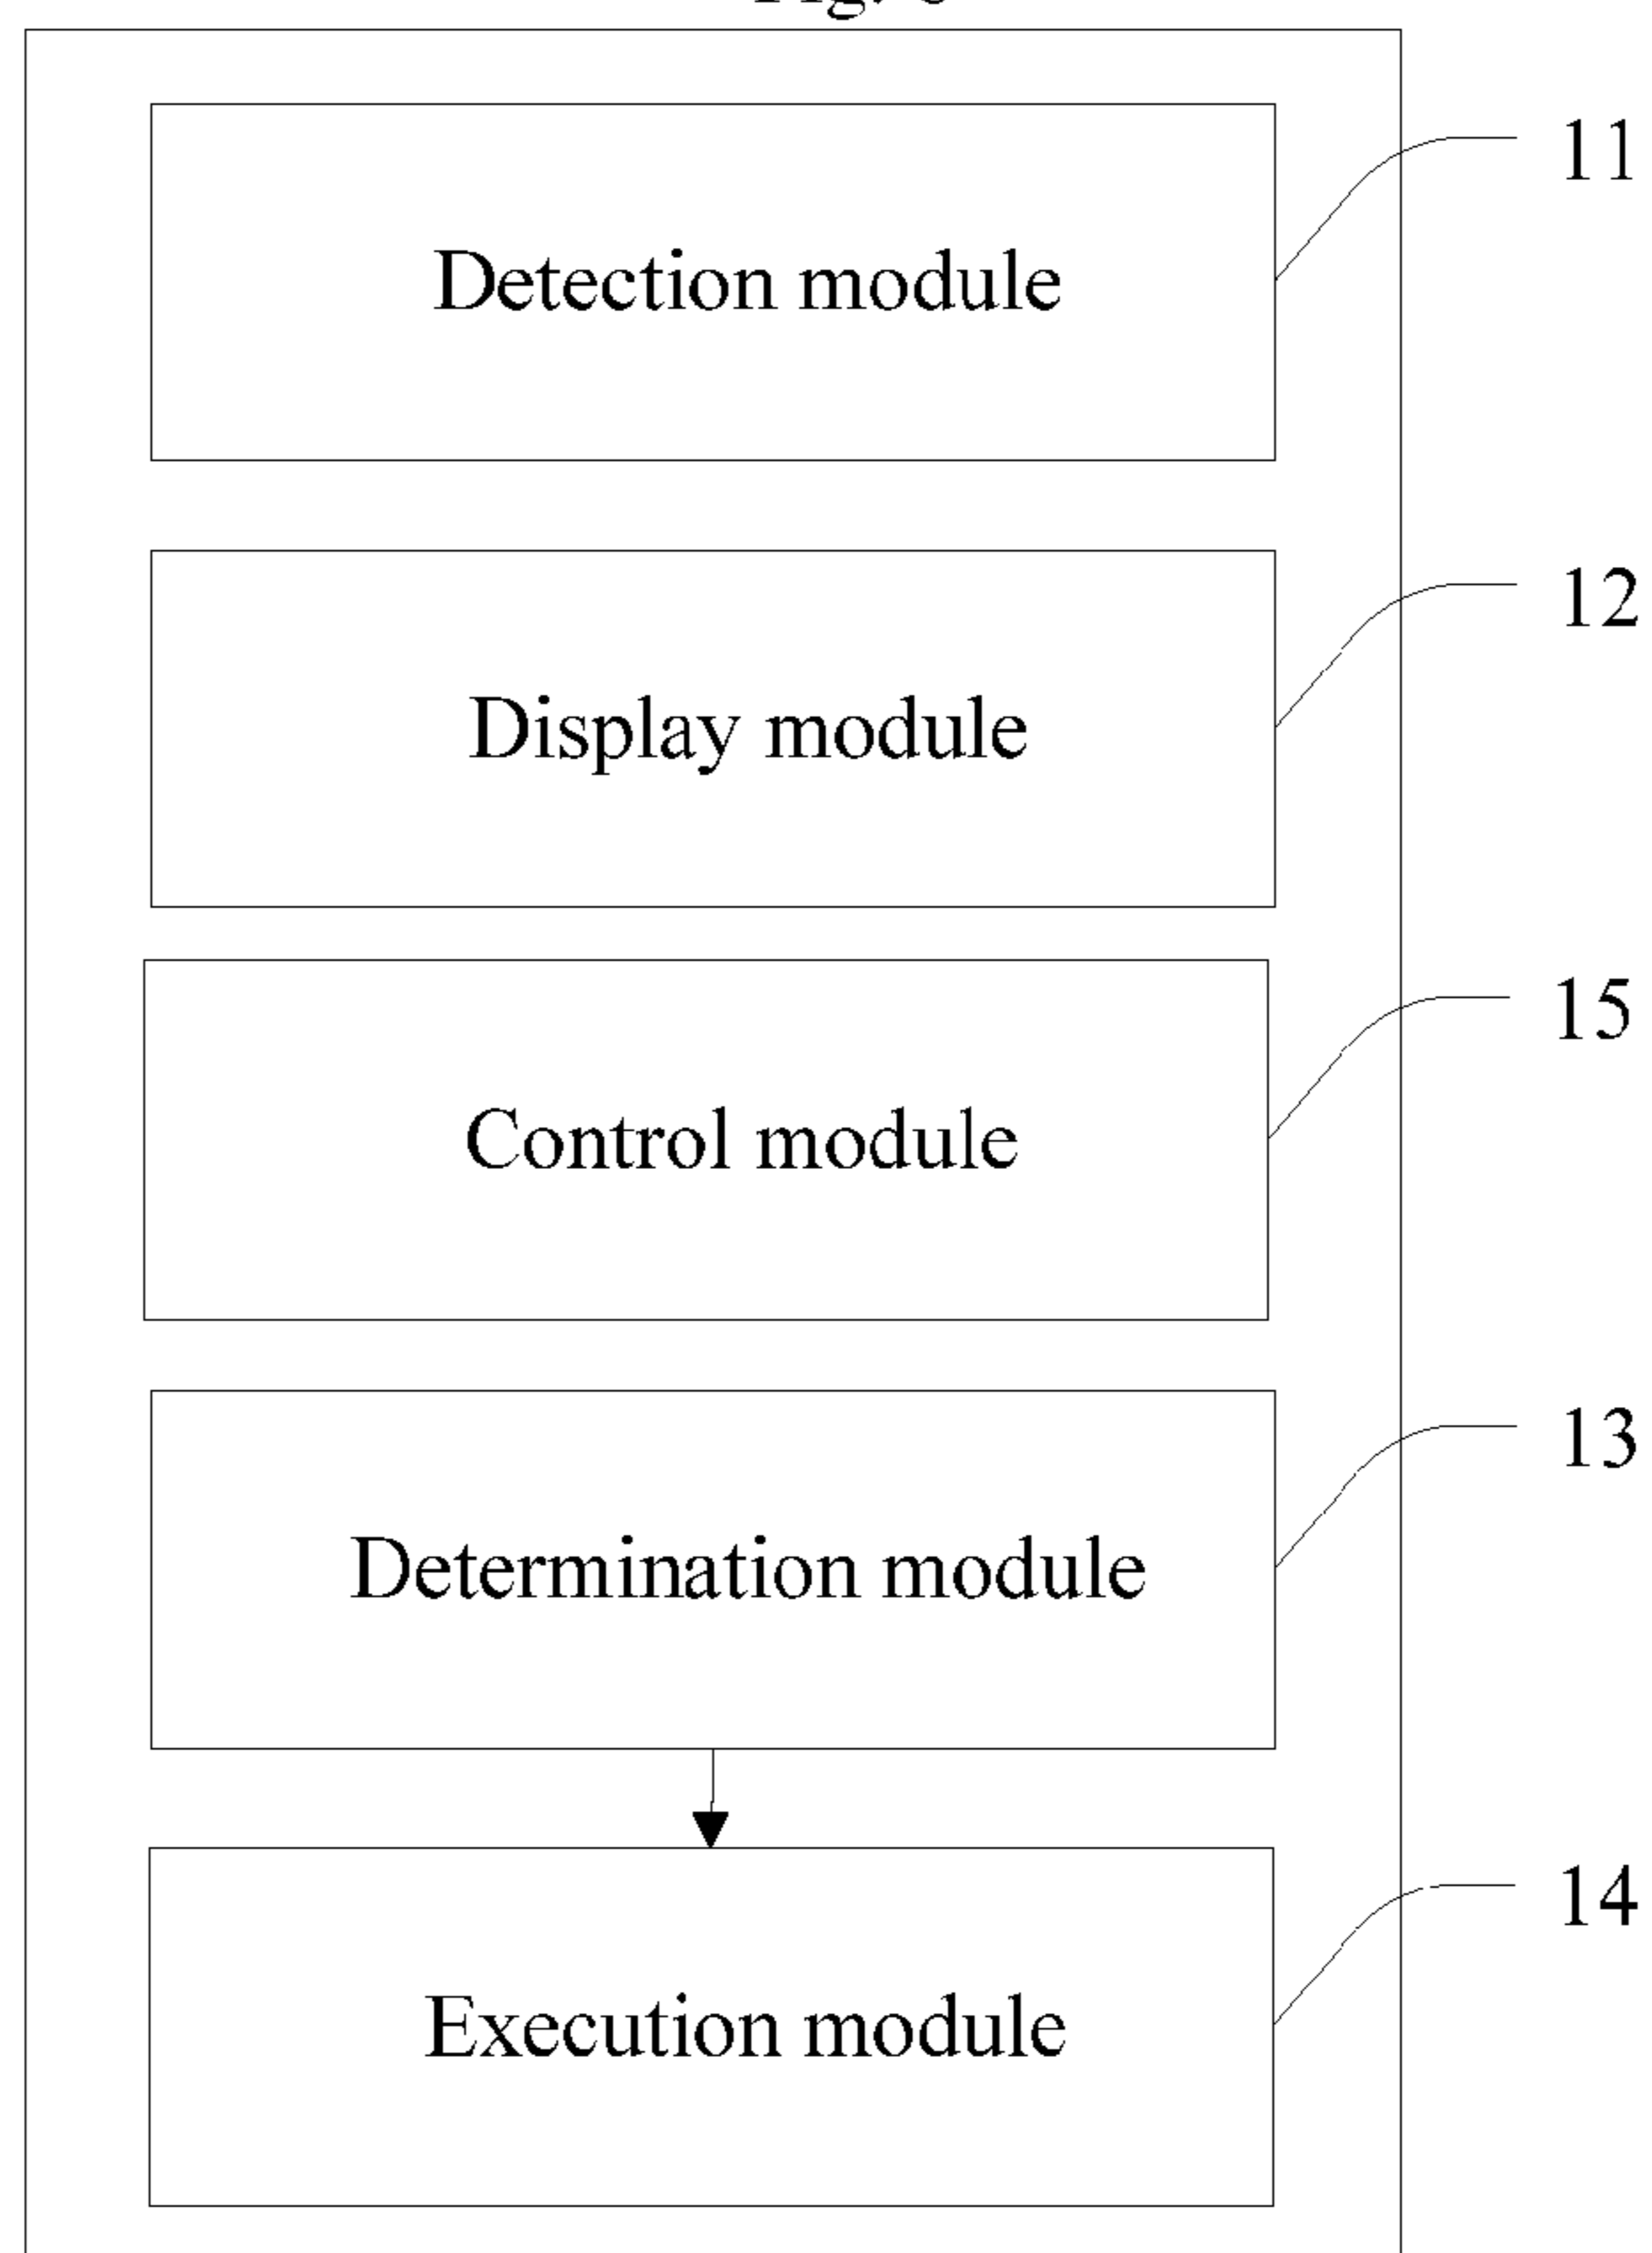 Detection module
11
Display module
12
Control module
15
Determination module
13
Execution module
14